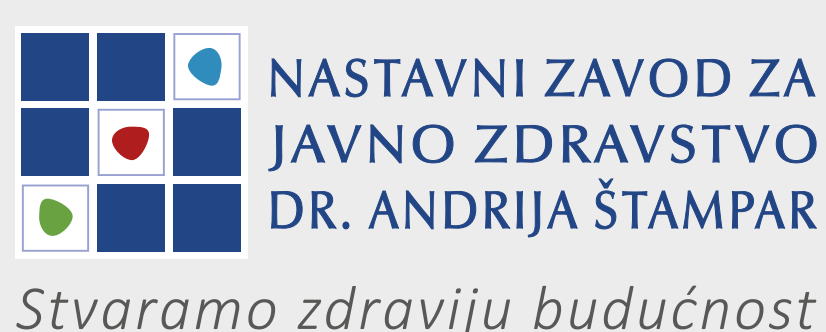 NASTAVNI ZAVOD ZA
JAVNO ZDRAVSTVO
DR. ANDRIJA ŠTAMPAR
Stvaramo zdraviju budućnost